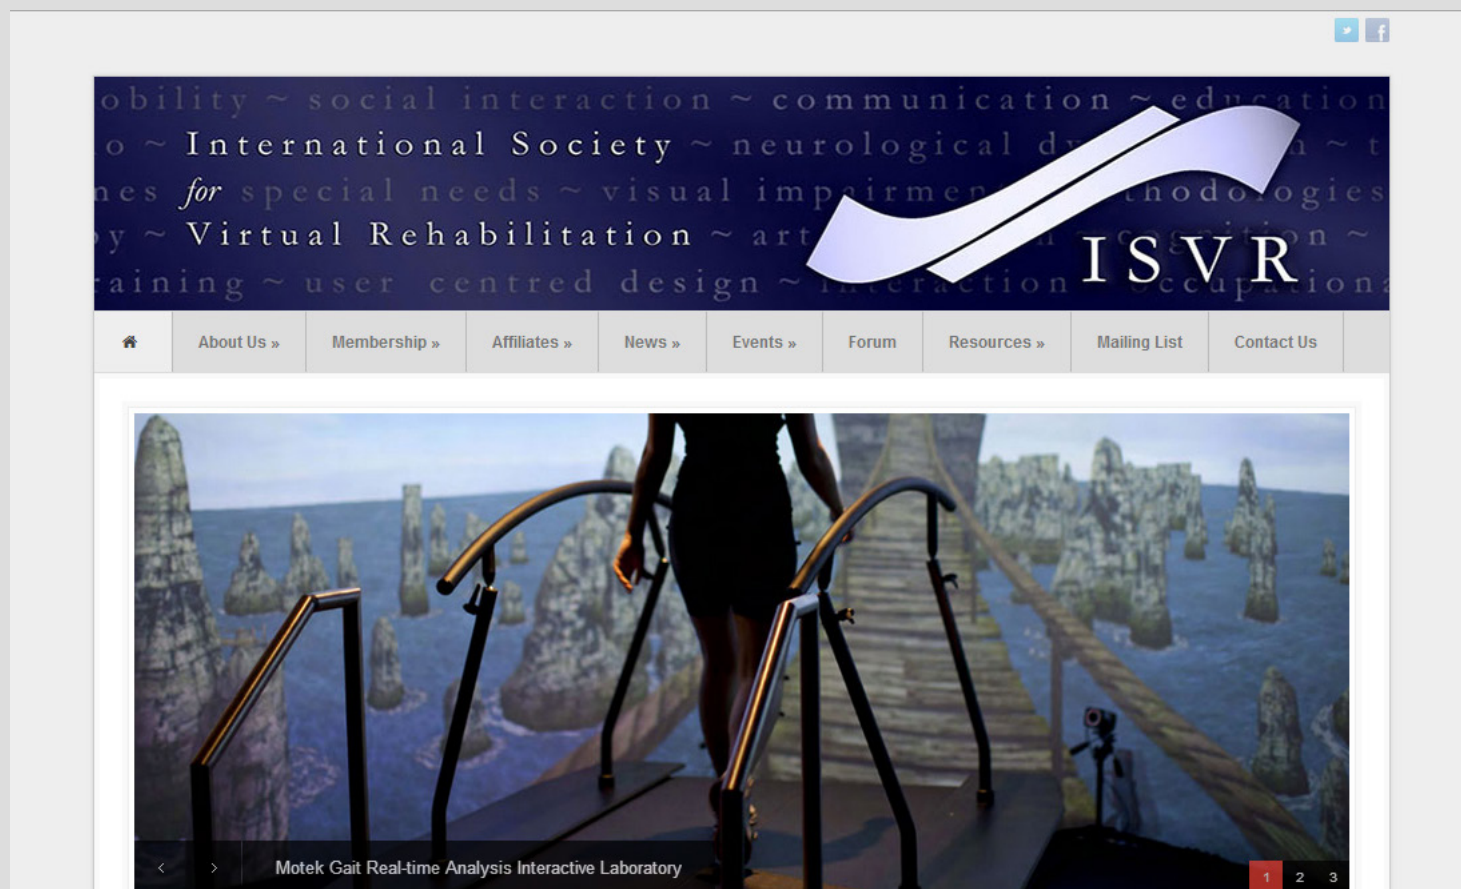 obility ~ social interaction ~ communication ~ education
o ~ International Society ~ neurological
for special needs ~ visual
y ~ Virtual Rehabilitation ~ art
ISVR
aining ~ user centred design ~ interaction
About Us » Membership » Affiliates » News » Events » Forum Resources » Mailing List Contact Us
‹ › Motek Gait Real-time Analysis Interactive Laboratory
1 2 3